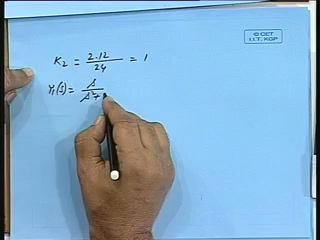 © CET
I.I.T. KGP
K₂ = 2·12 / 24 = 1
Y₁(s) = s / s² +